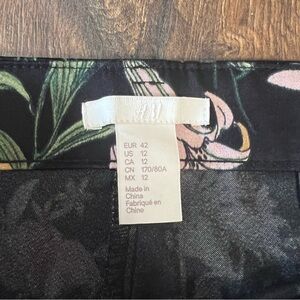 H&M
EUR 42
US 12
CA 12
CN 170/80A
MX 12
Made in
China
Fabriqué en
Chine